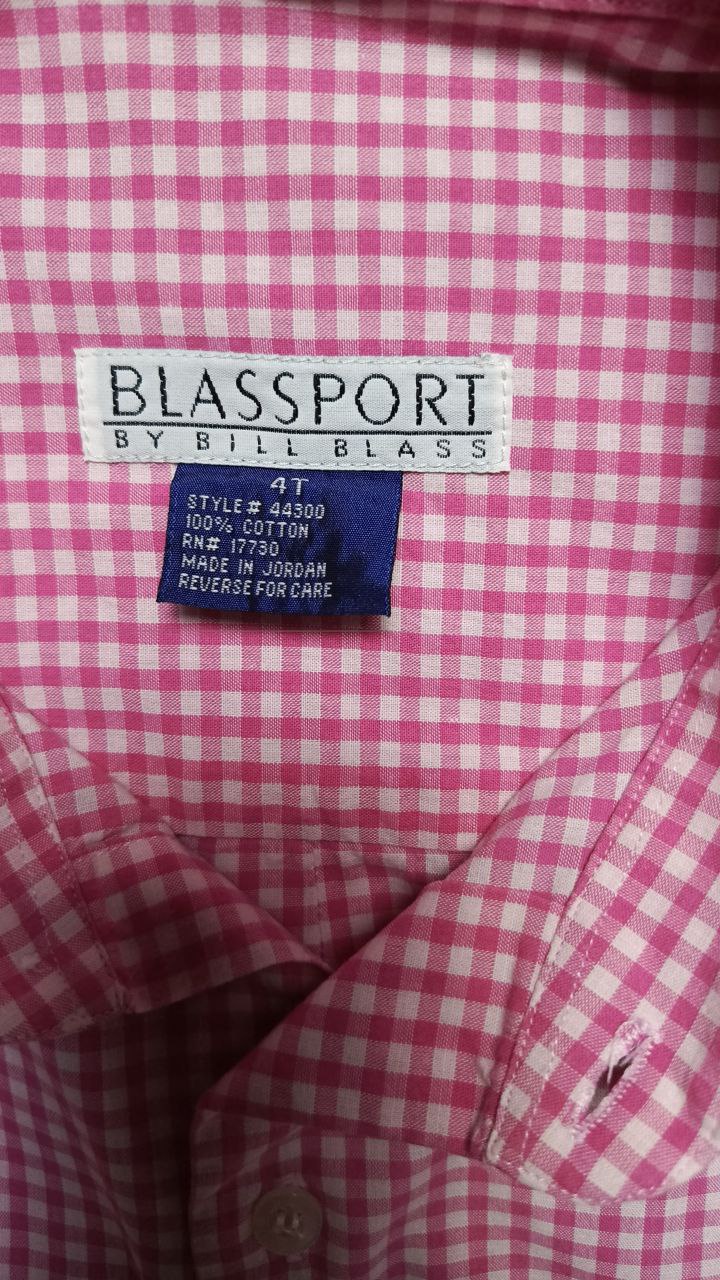 BLASSPORT
BY BILL BLASS
4T
STYLE# 44300
100% COTTON
RN# 17730
MADE IN JORDAN
REVERSE FOR CARE